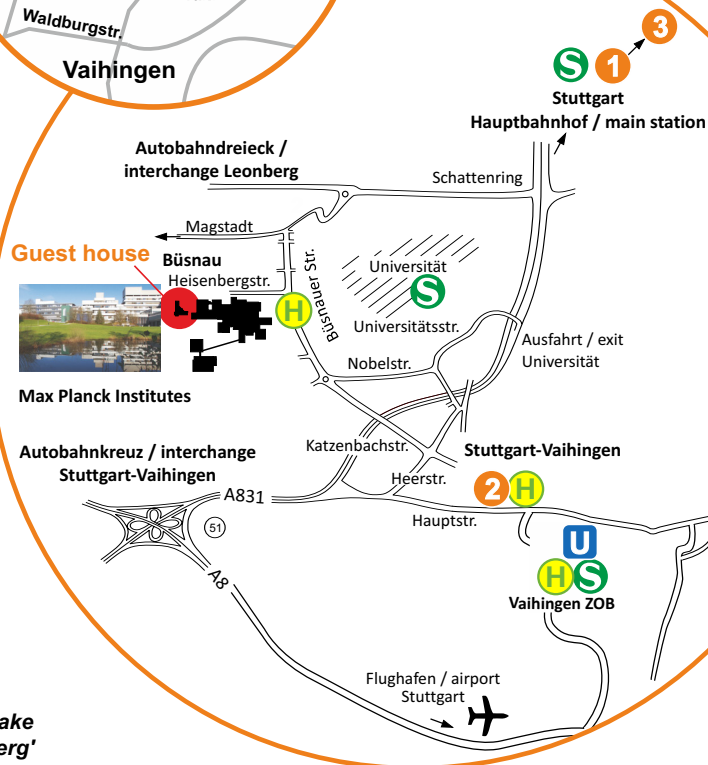 Waldburgstr.
Vaihingen
3
S 1
Stuttgart
Hauptbahnhof / main station
Autobahndreieck /
interchange Leonberg
Schattenring
Magstadt
Guest house
Büsnau
Heisenbergstr.
Büsnauer Str.
Universität
S
H
Universitätsstr.
Ausfahrt / exit
Universität
Nobelstr.
Max Planck Institutes
Katzenbachstr.
Stuttgart-Vaihingen
Autobahnkreuz / interchange
Stuttgart-Vaihingen
Heerstr.
2 H
A831
Hauptstr.
51
U
A8
H S
Vaihingen ZOB
Flughafen / airport
Stuttgart
ake
erg'